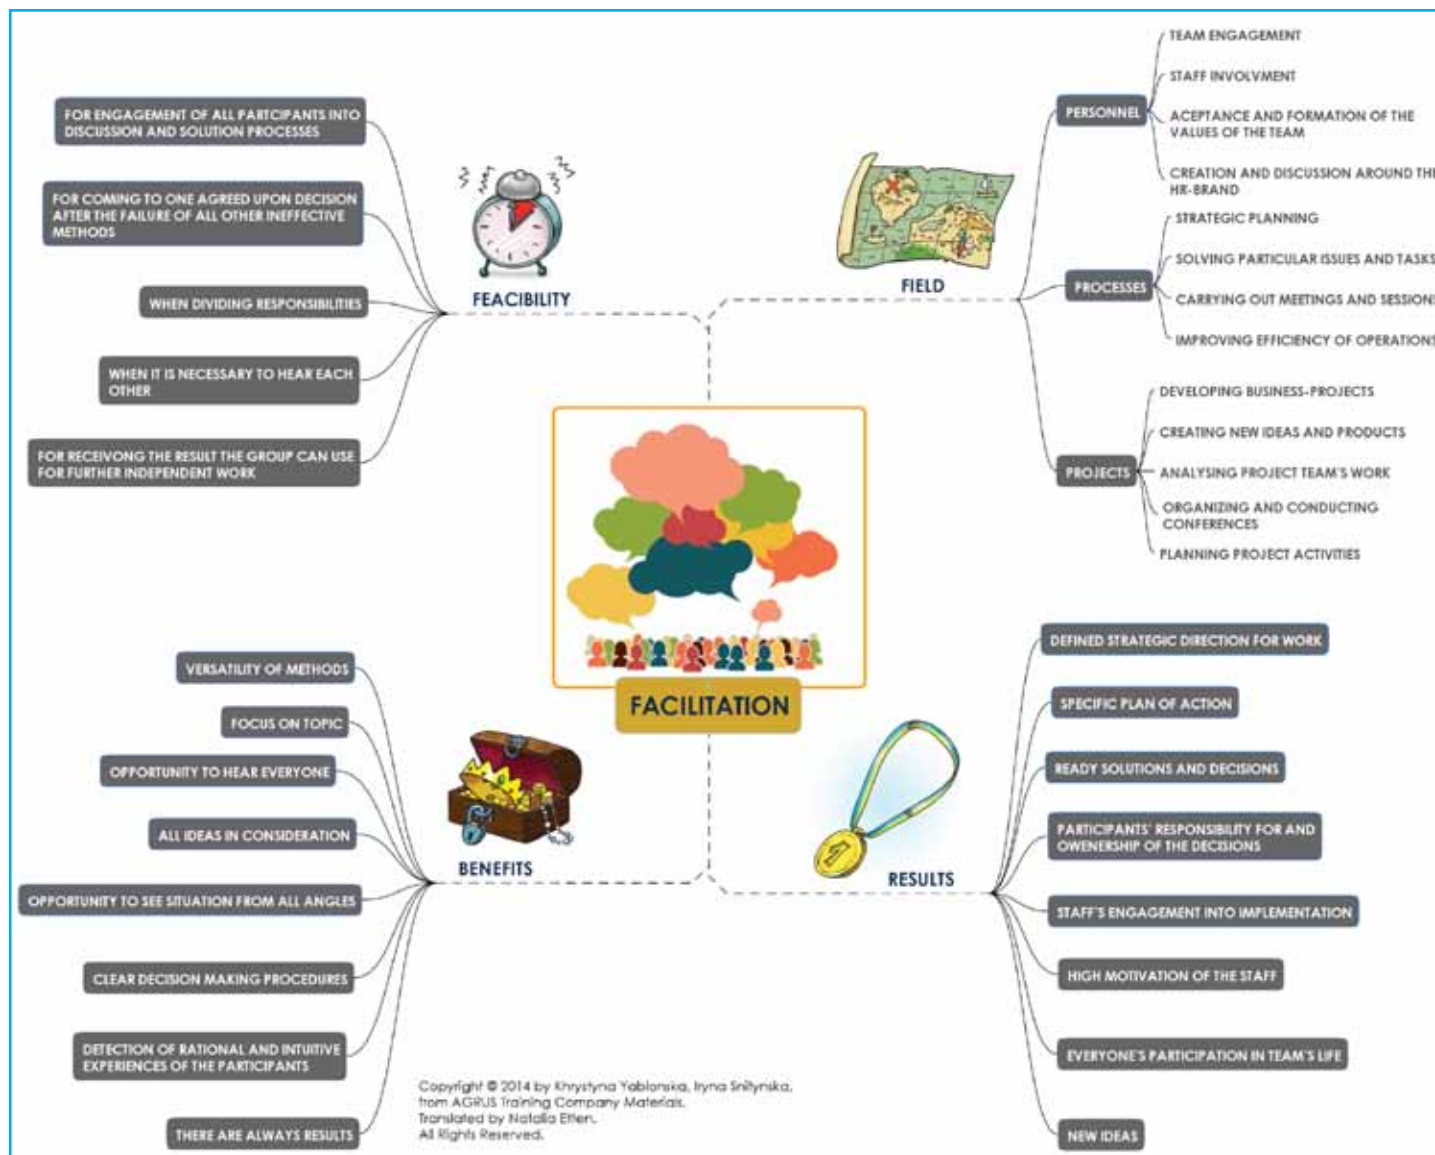 FOR ENGAGEMENT OF ALL PARTCIPANTS INTO
DISCUSSION AND SOLUTION PROCESSES
FOR COMING TO ONE AGREED UPON DECISION
AFTER THE FAILURE OF ALL OTHER INEFFECTIVE
METHODS
WHEN DIVIDING RESPONSIBILITIES
WHEN IT IS NECESSARY TO HEAR EACH
OTHER
FOR RECEIVONG THE RESULT THE GROUP CAN USE
FOR FURTHER INDEPENDENT WORK
FEACIBILITY
FIELD
PERSONNEL
TEAM ENGAGEMENT
STAFF INVOLVMENT
ACEPTANCE AND FORMATION OF THE
VALUES OF THE TEAM
CREATION AND DISCUSSION AROUND THE
HR-BRAND
PROCESSES
STRATEGIC PLANNING
SOLVING PARTICULAR ISSUES AND TASKS
CARRYING OUT MEETINGS AND SESSIONS
IMPROVING EFFICIENCY OF OPERATIONS
PROJECTS
DEVELOPING BUSINESS-PROJECTS
CREATING NEW IDEAS AND PRODUCTS
ANALYSING PROJECT TEAM'S WORK
ORGANIZING AND CONDUCTING
CONFERENCES
PLANNING PROJECT ACTIVITIES
FACILITATION
VERSATILITY OF METHODS
FOCUS ON TOPIC
OPPORTUNITY TO HEAR EVERYONE
ALL IDEAS IN CONSIDERATION
OPPORTUNITY TO SEE SITUATION FROM ALL ANGLES
CLEAR DECISION MAKING PROCEDURES
DETECTION OF RATIONAL AND INTUITIVE
EXPERIENCES OF THE PARTICIPANTS
THERE ARE ALWAYS RESULTS
BENEFITS
1
RESULTS
DEFINED STRATEGIC DIRECTION FOR WORK
SPECIFIC PLAN OF ACTION
READY SOLUTIONS AND DECISIONS
PARTICIPANTS' RESPONSIBILITY FOR AND
OWENERSHIP OF THE DECISIONS
STAFF'S ENGAGEMENT INTO IMPLEMENTATION
HIGH MOTIVATION OF THE STAFF
EVERYONE'S PARTICIPATION IN TEAM'S LIFE
NEW IDEAS
Copyright © 2014 by Khrystyna Yablonska, Iryna Snitynska,
from AGRUS Training Company Materials.
Translated by Natalia Etten.
All Rights Reserved.